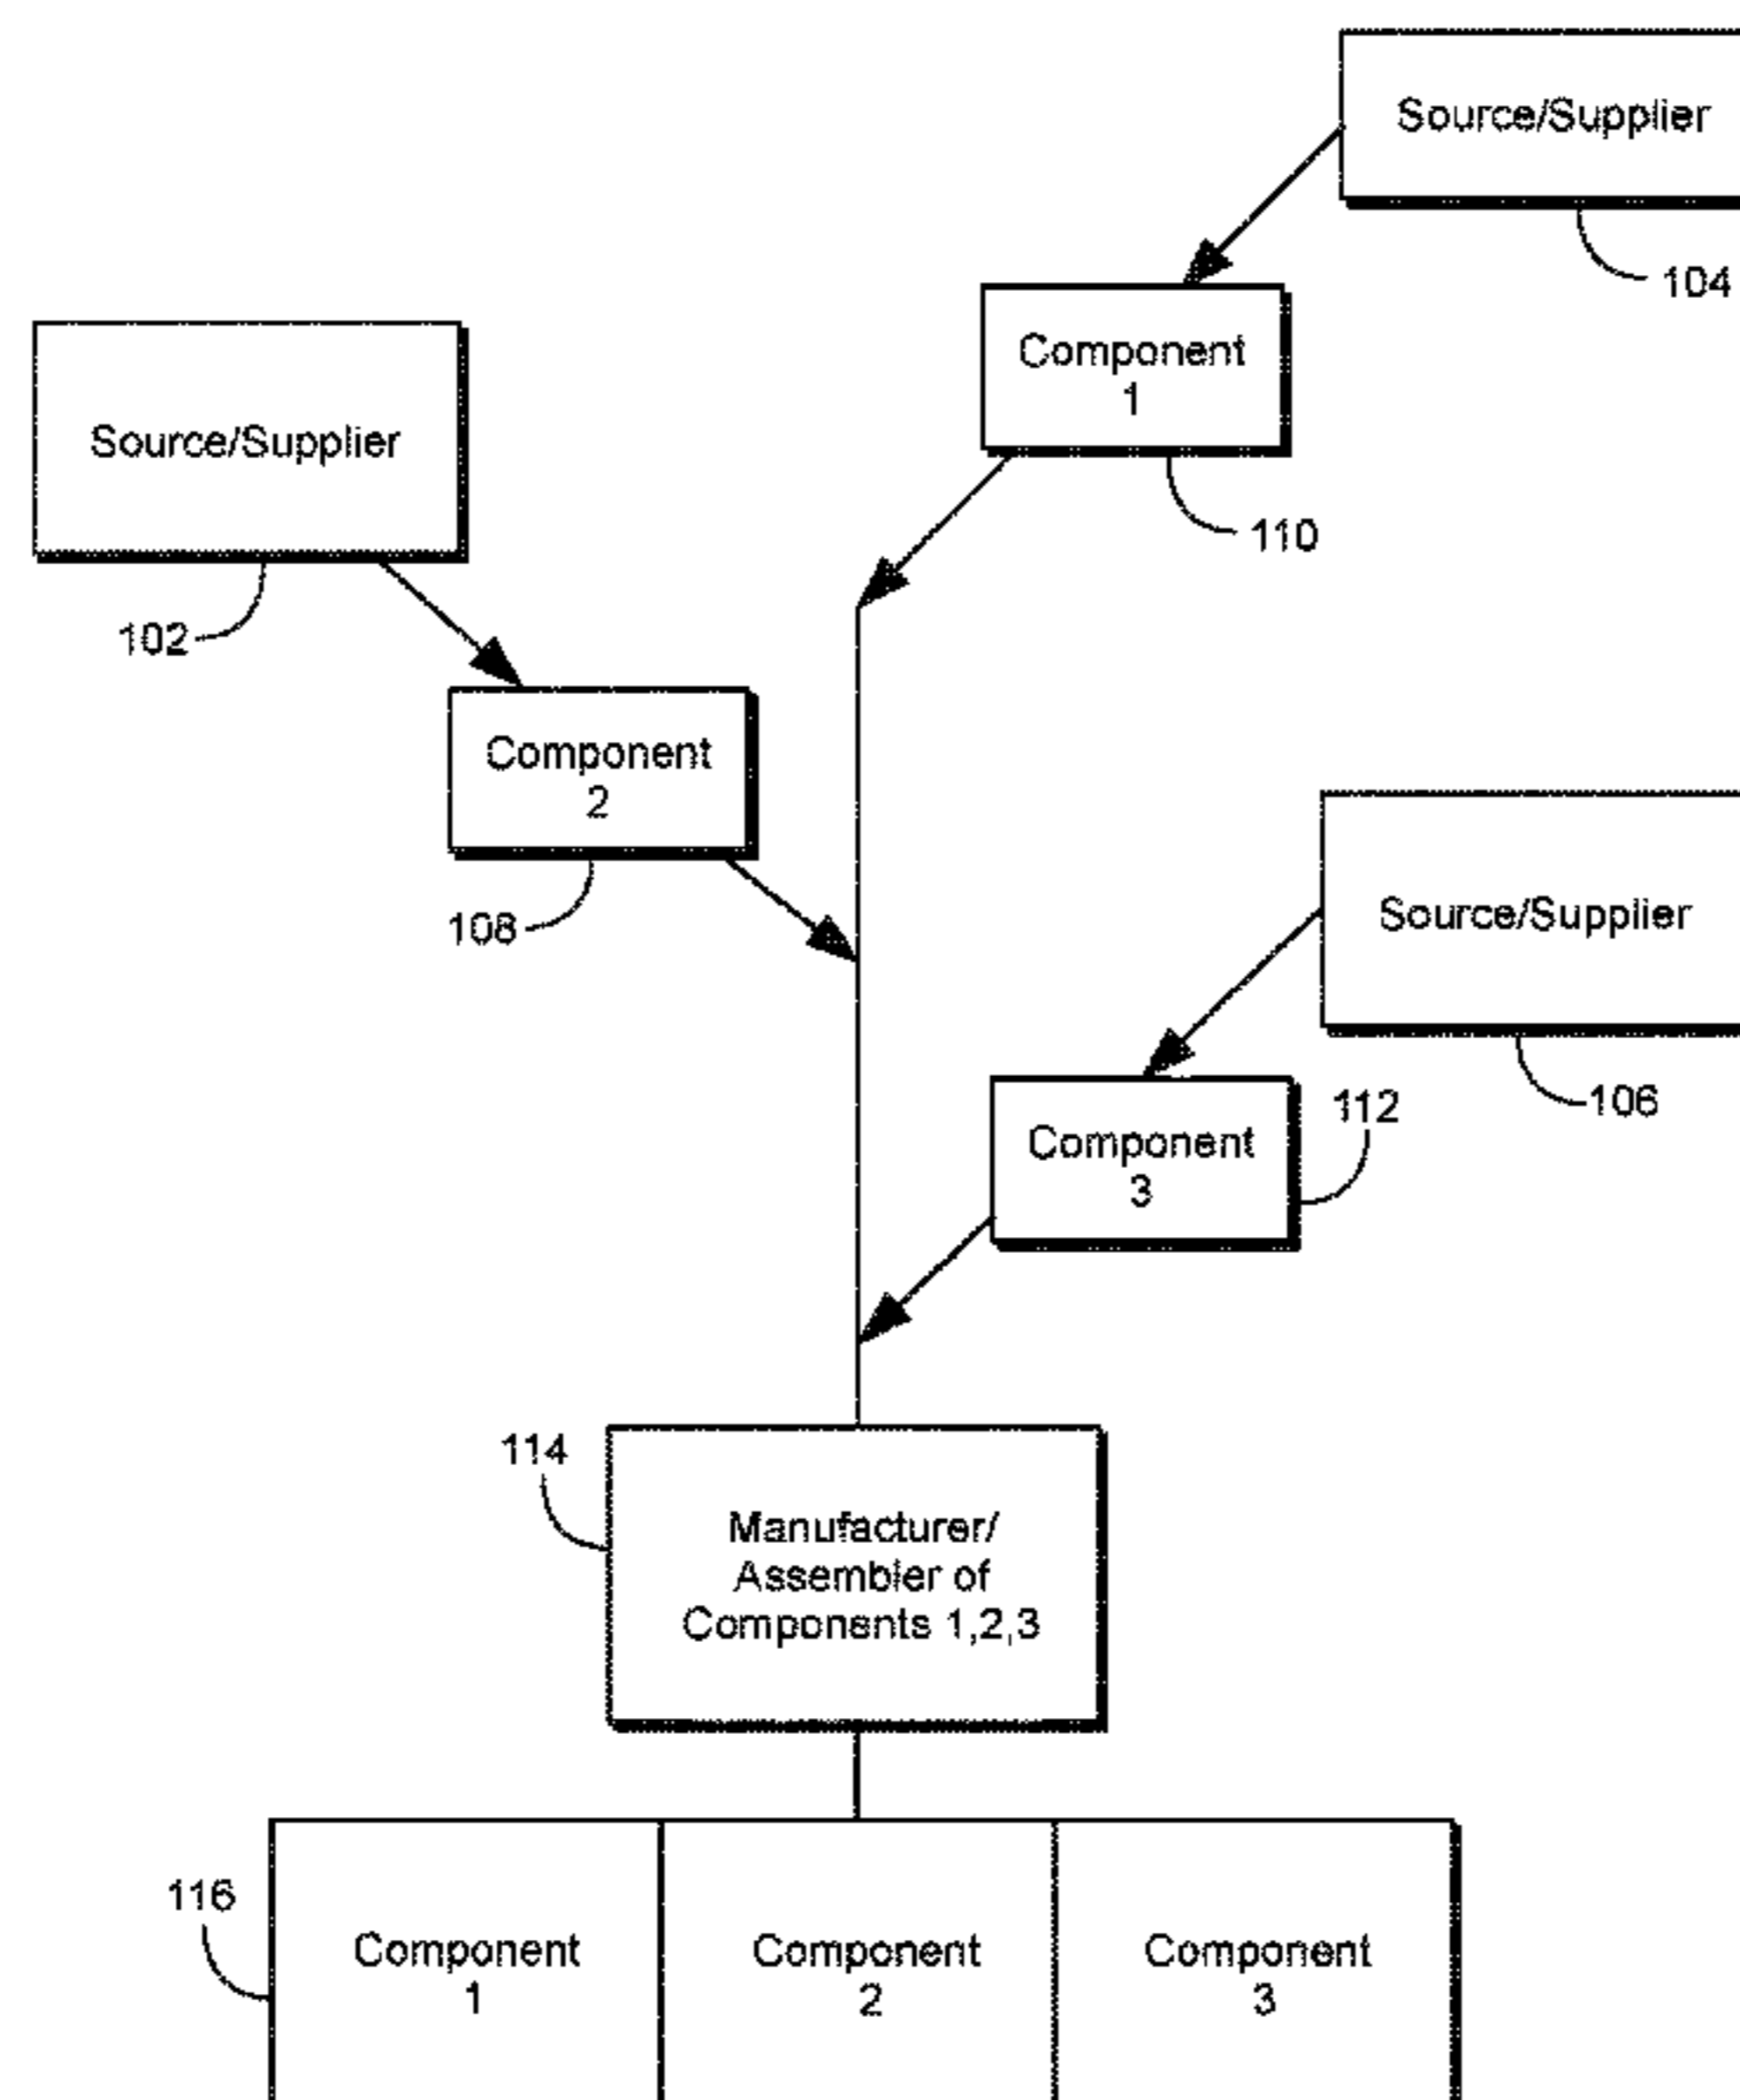 Source/Supplier
104
Component
1
110
Source/Supplier
102
Component
2
108
Source/Supplier
106
112
Component
3
114
Manufacturer/
Assembler of
Components 1,2,3
116
Component
1
Component
2
Component
3